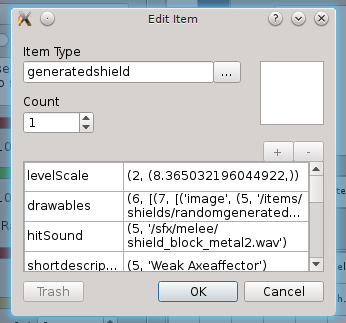 Edit Item
Item Type
generatedshield
...
Count
1
+ -
levelScale (2, (8.365032196044922,))
drawables (6, [(7, [('image', (5, '/items/
shields/randomgenerated...
hitSound (5, '/sfx/melee/
shield_block_metal2.wav')
shortdescrip... (5, 'Weak Axeaffector')
Trash OK Cancel